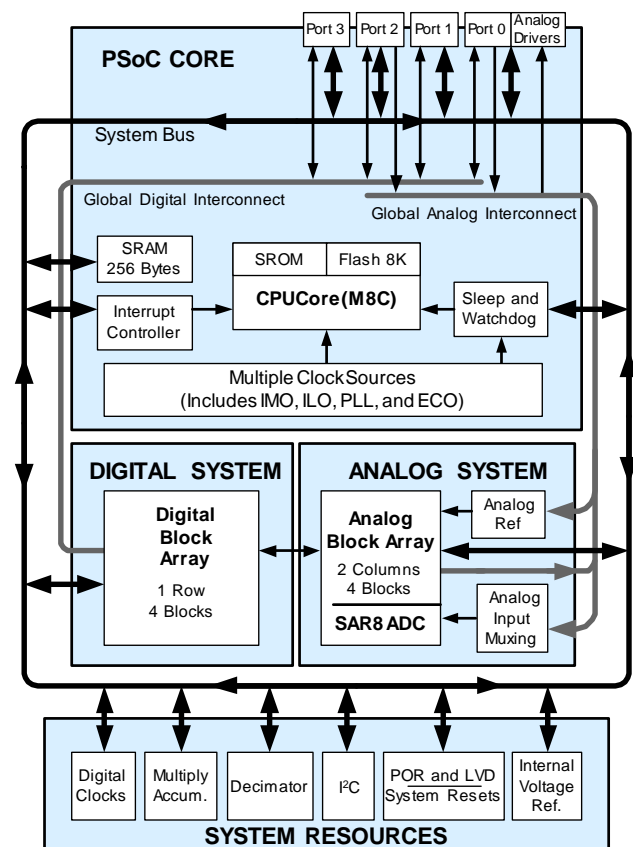 Port 3
Port 2
Port 1
Port 0
Analog
Drivers
PSoC CORE
System Bus
Global Digital Interconnect
Global Analog Interconnect
SRAM
256 Bytes
SROM
Flash 8K
CPUCore(M8C)
Interrupt
Controller
Sleep and
Watchdog
Multiple ClockSources
(Includes IMO, ILO, PLL, and ECO)
DIGITAL SYSTEM
ANALOG SYSTEM
Digital
Block
Array
1 Row
4 Blocks
Analog
Block Array
2 Columns
4 Blocks
SAR8 ADC
Analog
Ref
Analog
Input
Muxing
Digital
Clocks
Multiply
Accum.
Decimator
I²C
POR and LVD
System Resets
Internal
Voltage
Ref.
SYSTEM RESOURCES